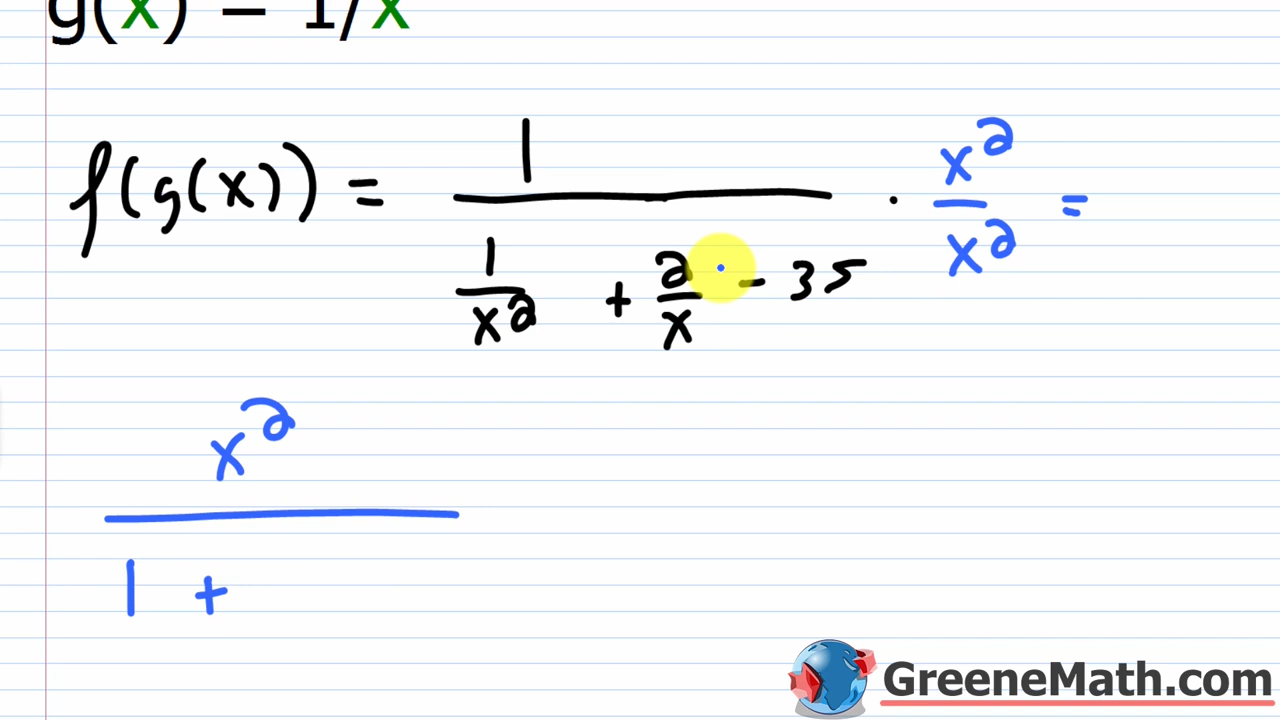 g(x) = 1/x
f(g(x)) = 1 / (1/x² + 2/x - 35) · x²/x² =
x²
1 +
GreeneMath.com